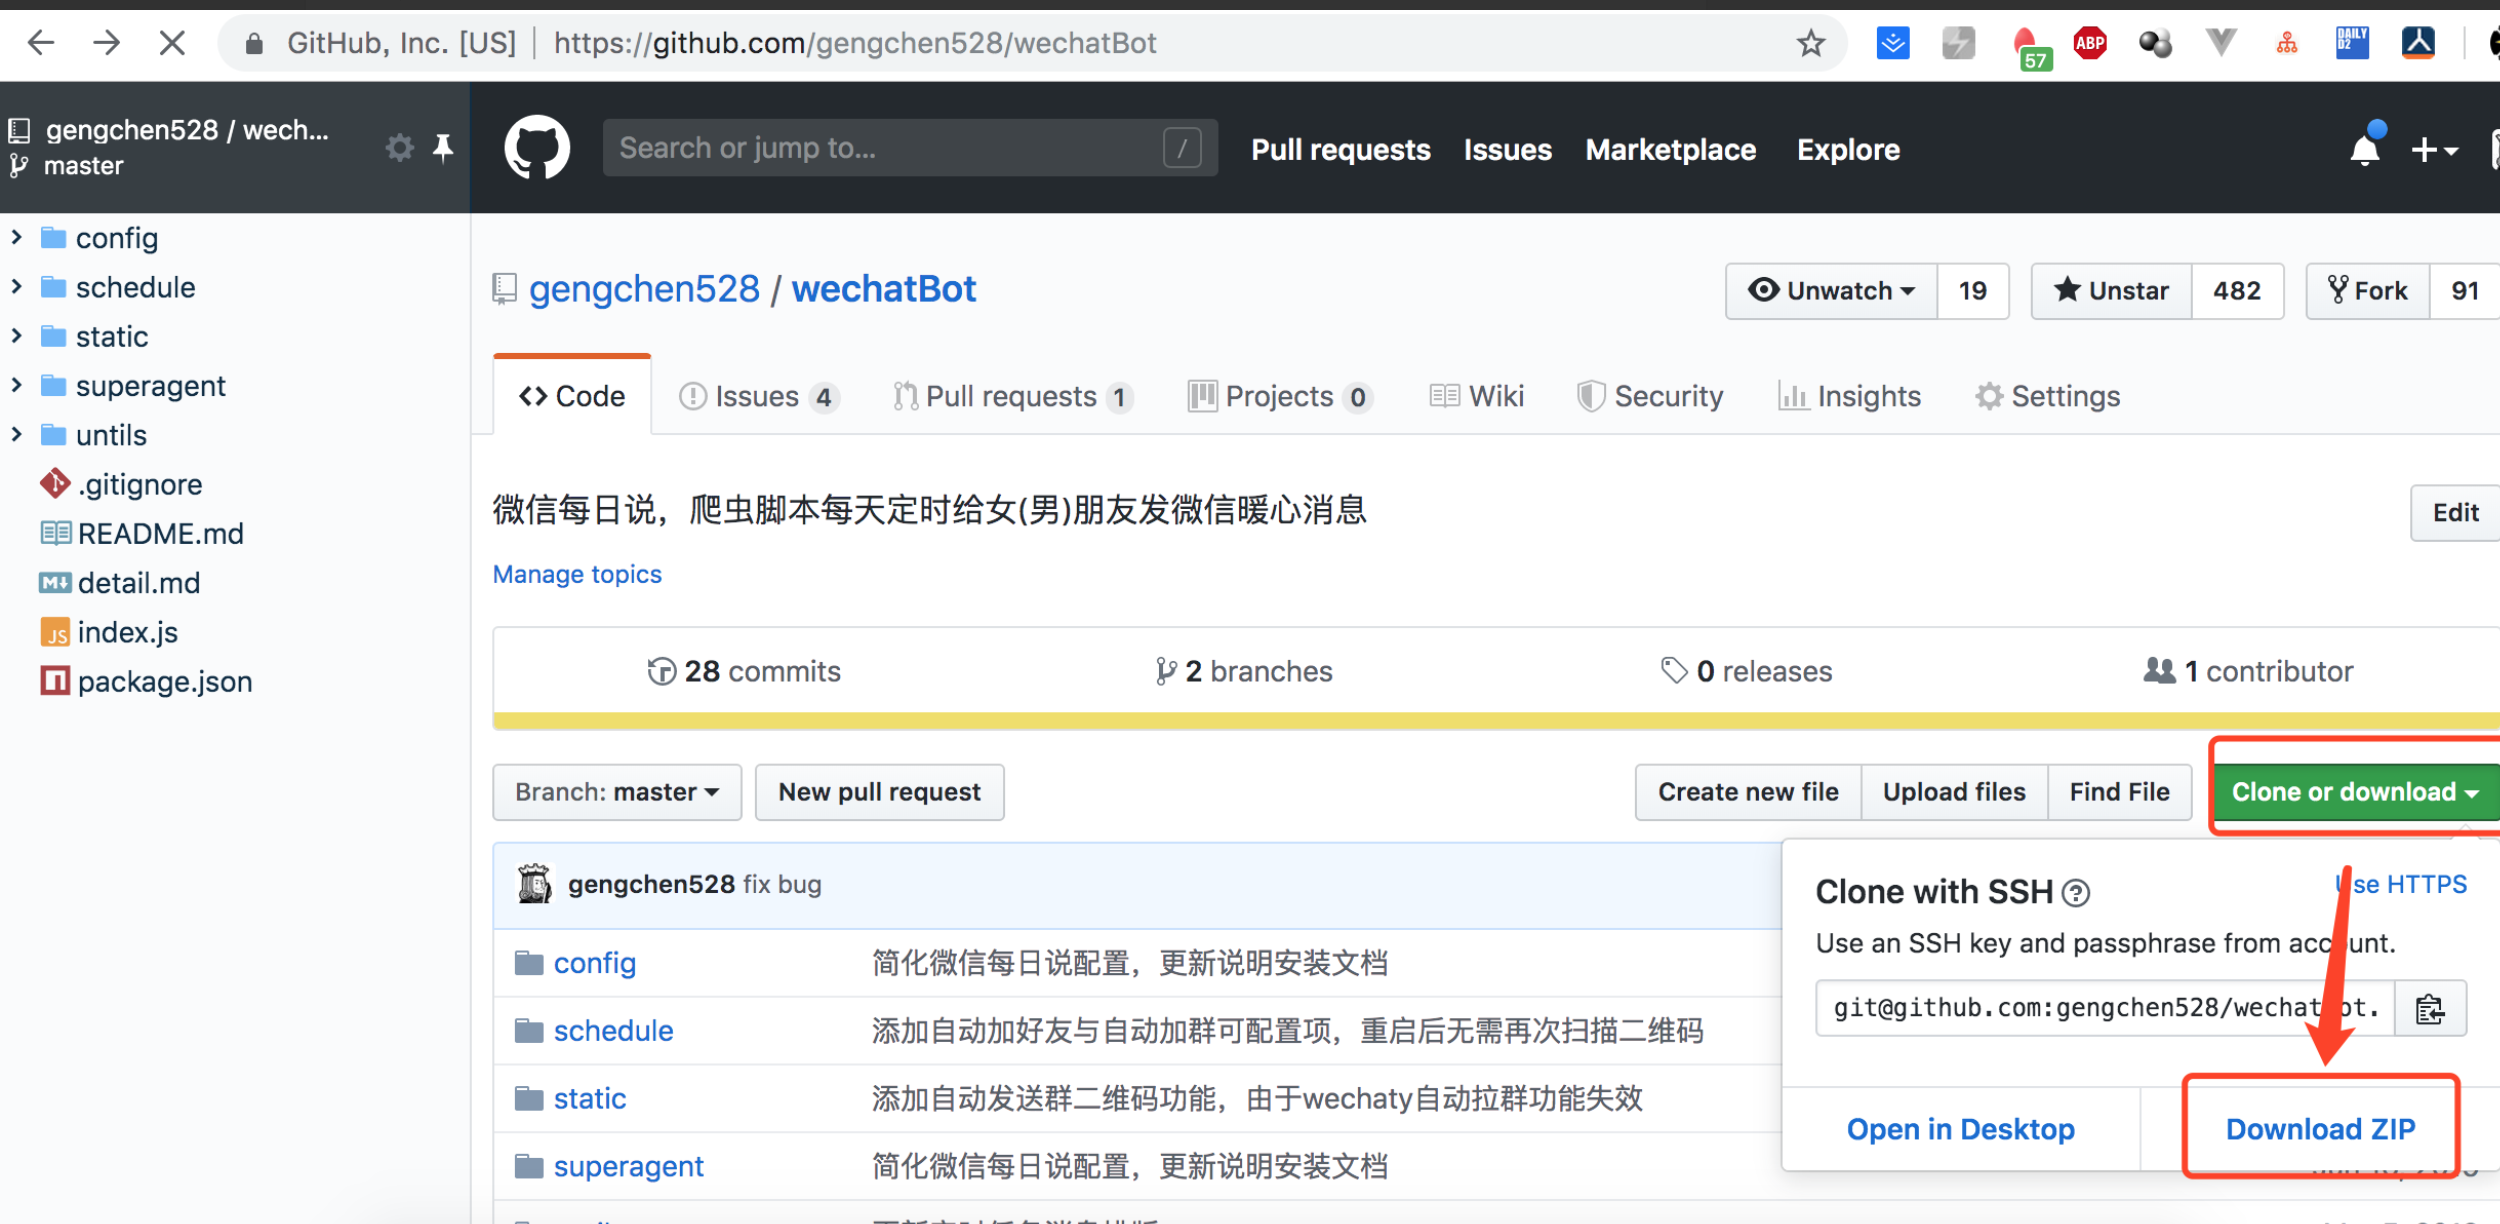 GitHub, Inc. [US] | https://github.com/gengchen528/wechatBot
57
ABP
DAILY D2
gengchen528 / wech...
master
Search or jump to...
/
Pull requests
Issues
Marketplace
Explore
config
schedule
static
superagent
untils
.gitignore
README.md
detail.md
index.js
package.json
gengchen528 / wechatBot
Unwatch 19
Unstar 482
Fork 91
Code
Issues 4
Pull requests 1
Projects 0
Wiki
Security
Insights
Settings
微信每日说，爬虫脚本每天定时给女(男)朋友发微信暖心消息
Edit
Manage topics
28 commits
2 branches
0 releases
1 contributor
Branch: master
New pull request
Create new file
Upload files
Find File
Clone or download
gengchen528 fix bug
config 简化微信每日说配置，更新说明安装文档
schedule 添加自动加好友与自动加群可配置项，重启后无需再次扫描二维码
static 添加自动发送群二维码功能，由于wechaty自动拉群功能失效
superagent 简化微信每日说配置，更新说明安装文档
Clone with SSH
Use HTTPS
Use an SSH key and passphrase from account.
git@github.com:gengchen528/wechatBot.
Open in Desktop
Download ZIP